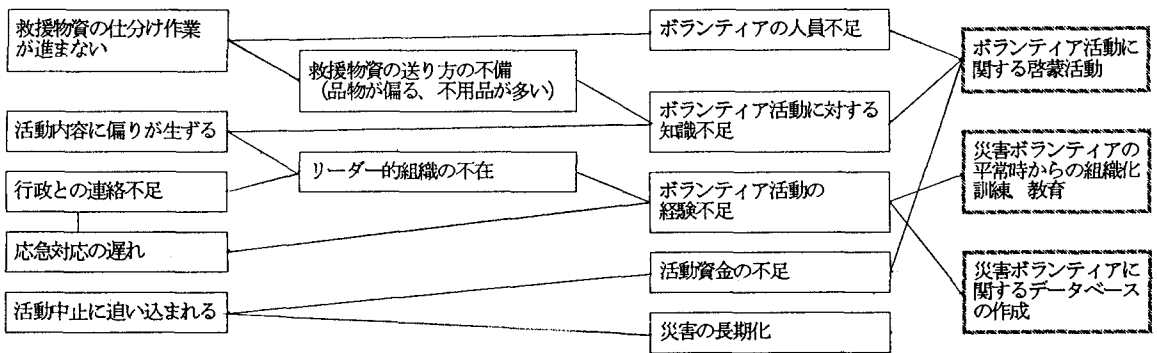 救援物資の仕分け作業
が進まない
活動内容に偏りが生ずる
行政との連絡不足
応急対応の遅れ
活動中止に追い込まれる
救援物資の送り方の不備
(品物が偏る、不用品が多い)
リーダー的組織の不在
ボランティアの人員不足
ボランティア活動に対する
知識不足
ボランティア活動の
経験不足
活動資金の不足
災害の長期化
ボランティア活動に
関する啓蒙活動
災害ボランティアの
平常時からの組織化
訓練 教育
災害ボランティアに
関するデータベース
の作成